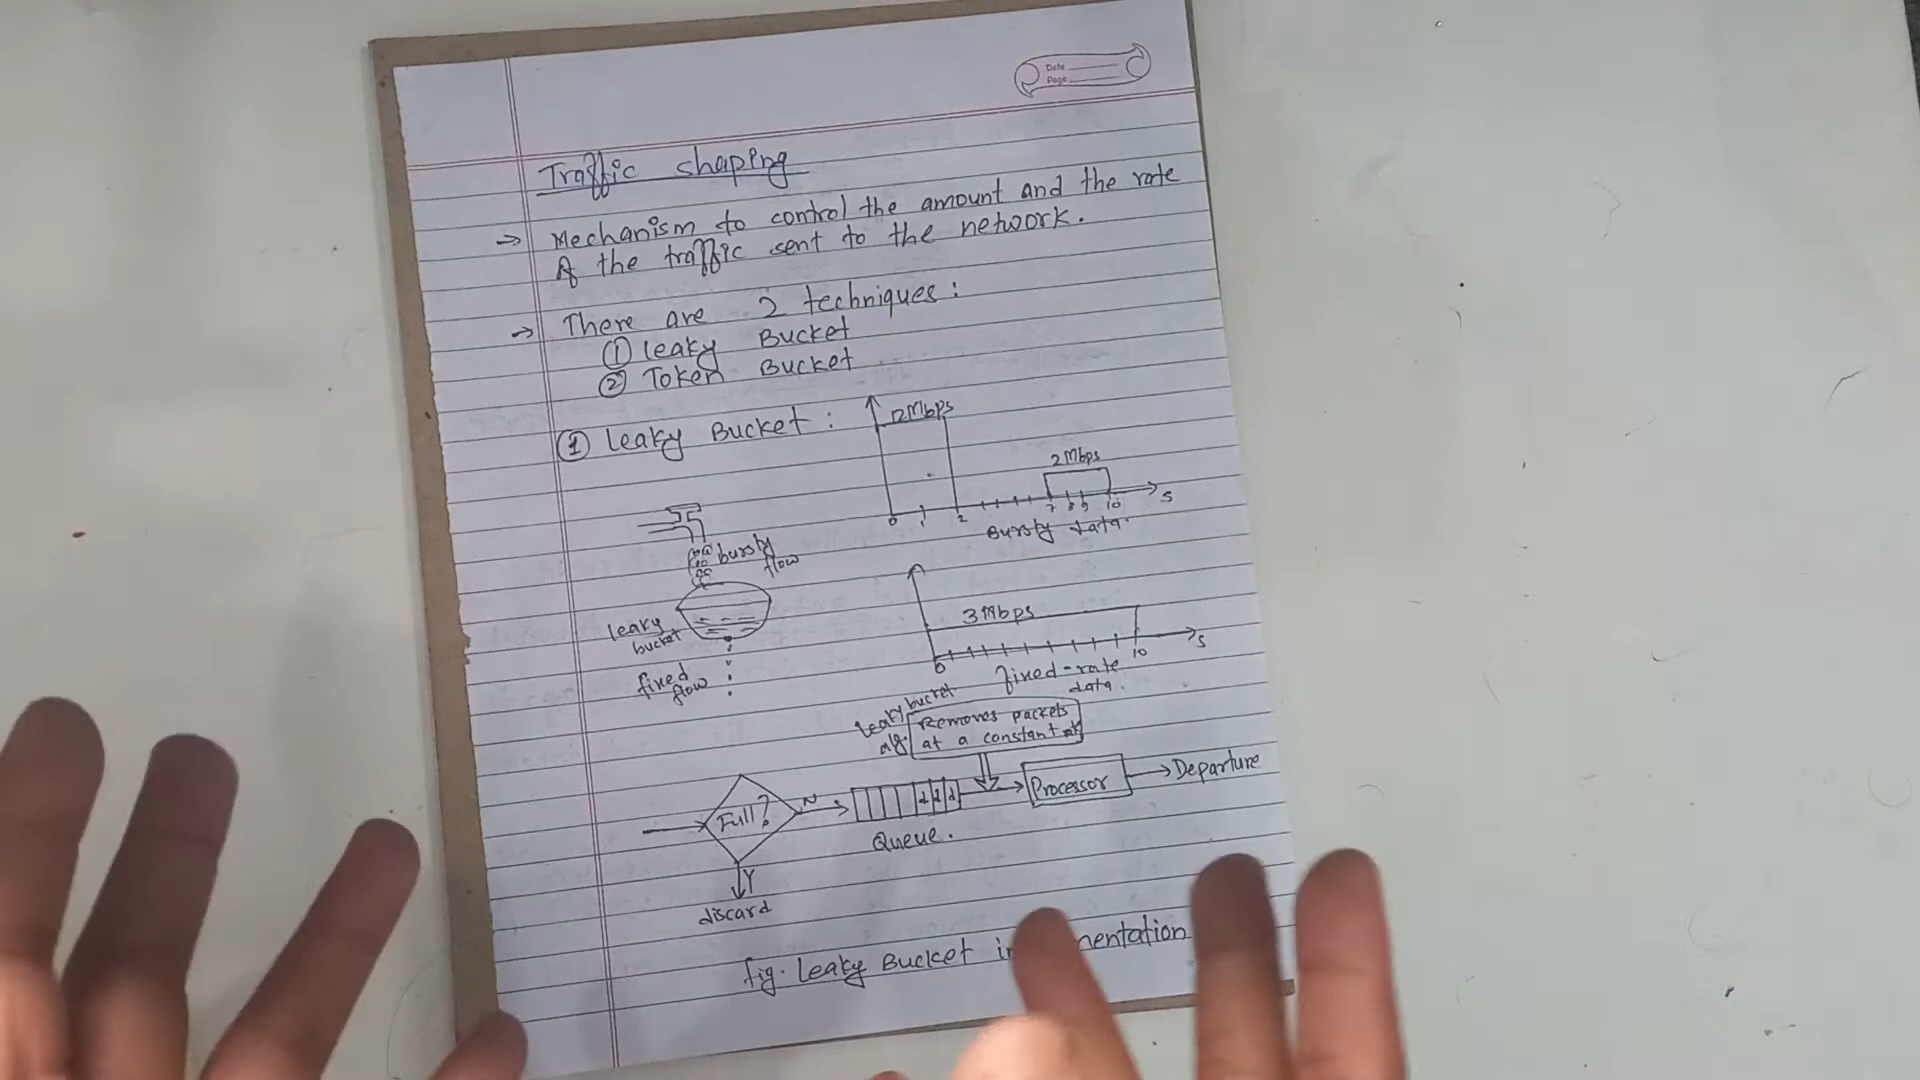 Date
Page
Traffic shaping
→ Mechanism to control the amount and the rate
of the traffic sent to the network.
→ There are 2 techniques:
① leaky Bucket
② Token Bucket
① leaky Bucket:
12Mbps
2Mbps
0 1 2 7 8 9 10 s
Bursty data.
bursty
flow
leaky
bucket
fixed
flow
3Mbps
0 10 s
fixed-rate
data.
leaky bucket
alg.
Removes packets
at a constant
Full? N Processor → Departure
Queue.
Y
discard
fig. leaky Bucket